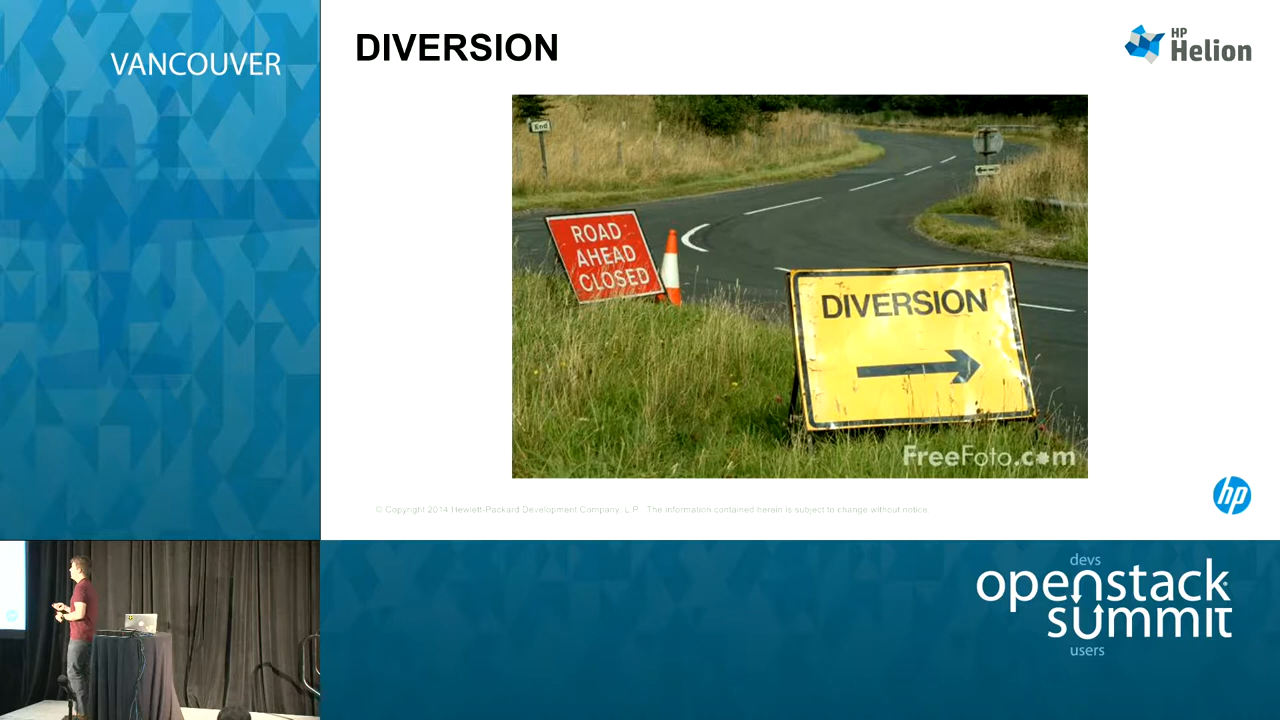 VANCOUVER
DIVERSION
HP
Helion
End
ROAD
AHEAD
CLOSED
DIVERSION
FreeFoto.com
hp
© Copyright 2014 Hewlett-Packard Development Company, L.P. The information contained herein is subject to change without notice.
devs
openstack
summit
users